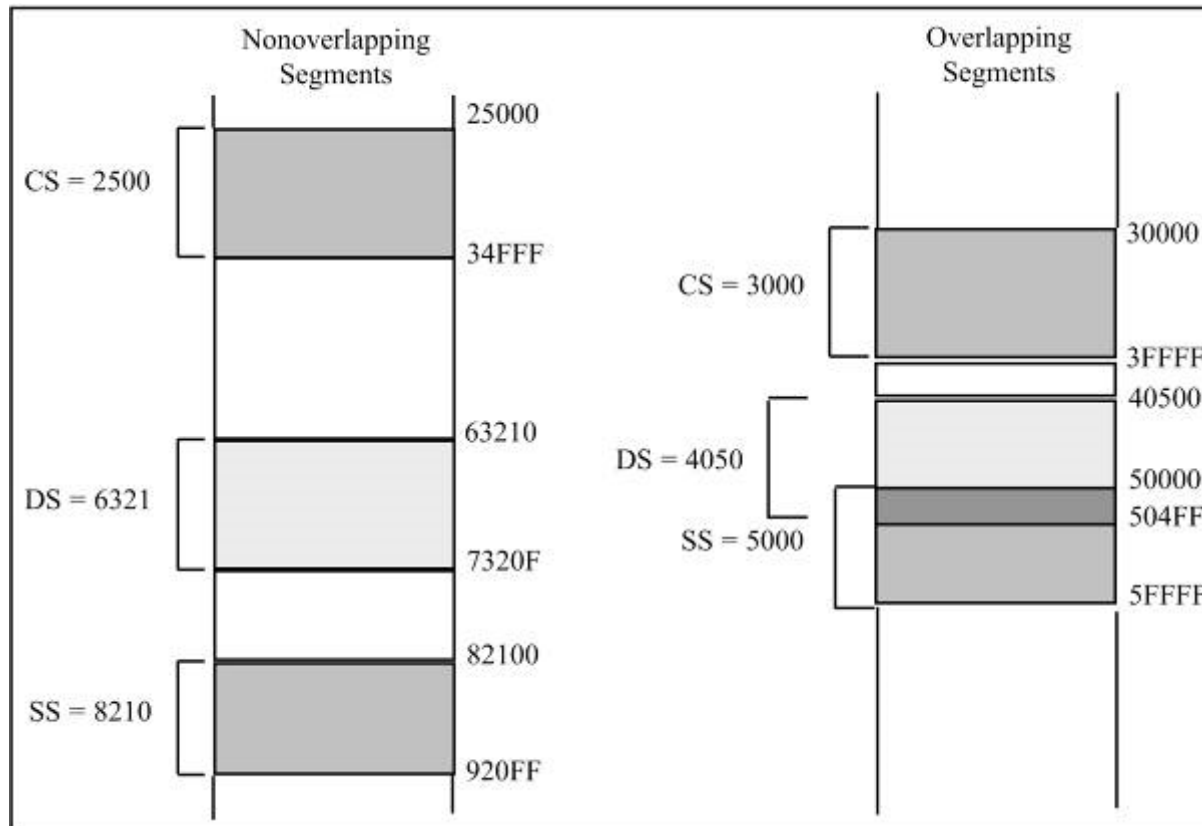 Nonoverlapping
Segments
25000
CS = 2500
34FFF
63210
DS = 6321
7320F
82100
SS = 8210
920FF
Overlapping
Segments
30000
CS = 3000
3FFFF
40500
DS = 4050
50000
504FF
SS = 5000
5FFFF